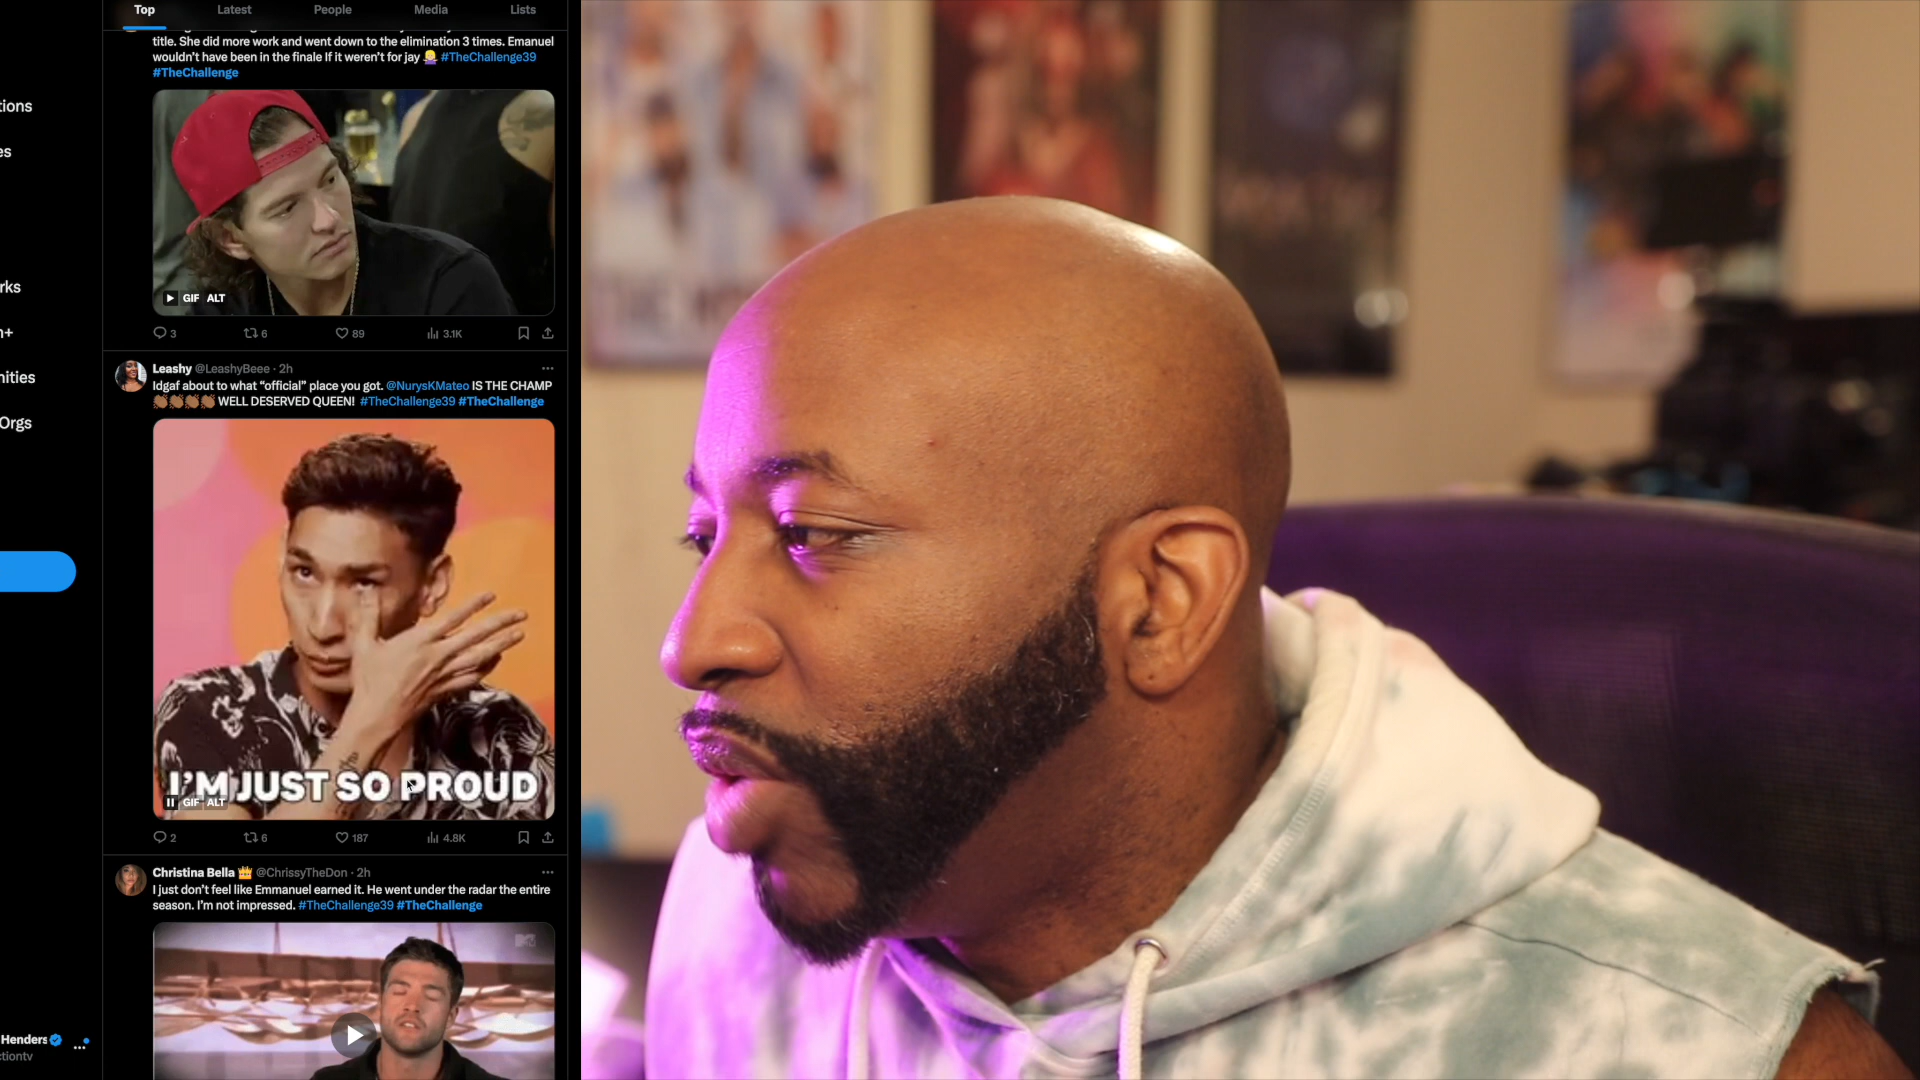 Top Latest People Media Lists
title. She did more work and went down to the elimination 3 times. Emanuel
wouldn't have been in the finale If it weren't for jay #TheChallenge39
#TheChallenge
GIF ALT
3 6 89 3.1K
Leashy @LeashyBeee · 2h
Idgaf about to what "official" place you got. @NurysKMateo IS THE CHAMP
👏🏾👏🏾👏🏾👏🏾 WELL DESERVED QUEEN! #TheChallenge39 #TheChallenge
I'M JUST SO PROUD
GIF ALT
2 6 187 4.8K
Christina Bella 👑 @ChrissyTheDon · 2h
I just don't feel like Emmanuel earned it. He went under the radar the entire
season. I'm not impressed. #TheChallenge39 #TheChallenge
tions
es
rks
n+
nities
Orgs
Henders
ctiontv